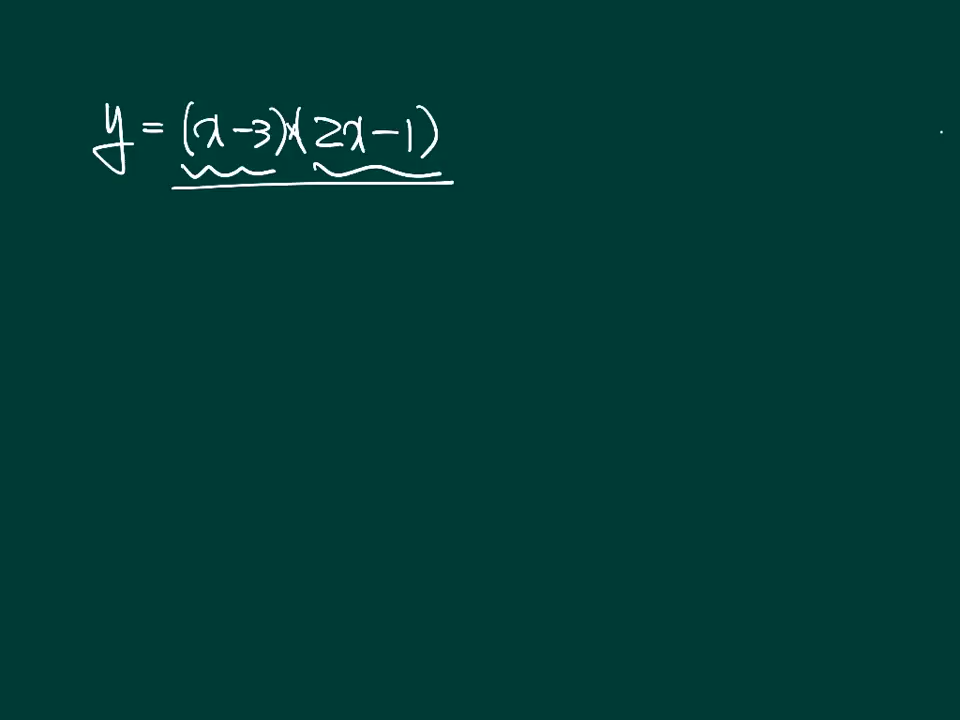 y = (x-3)×(2x-1)